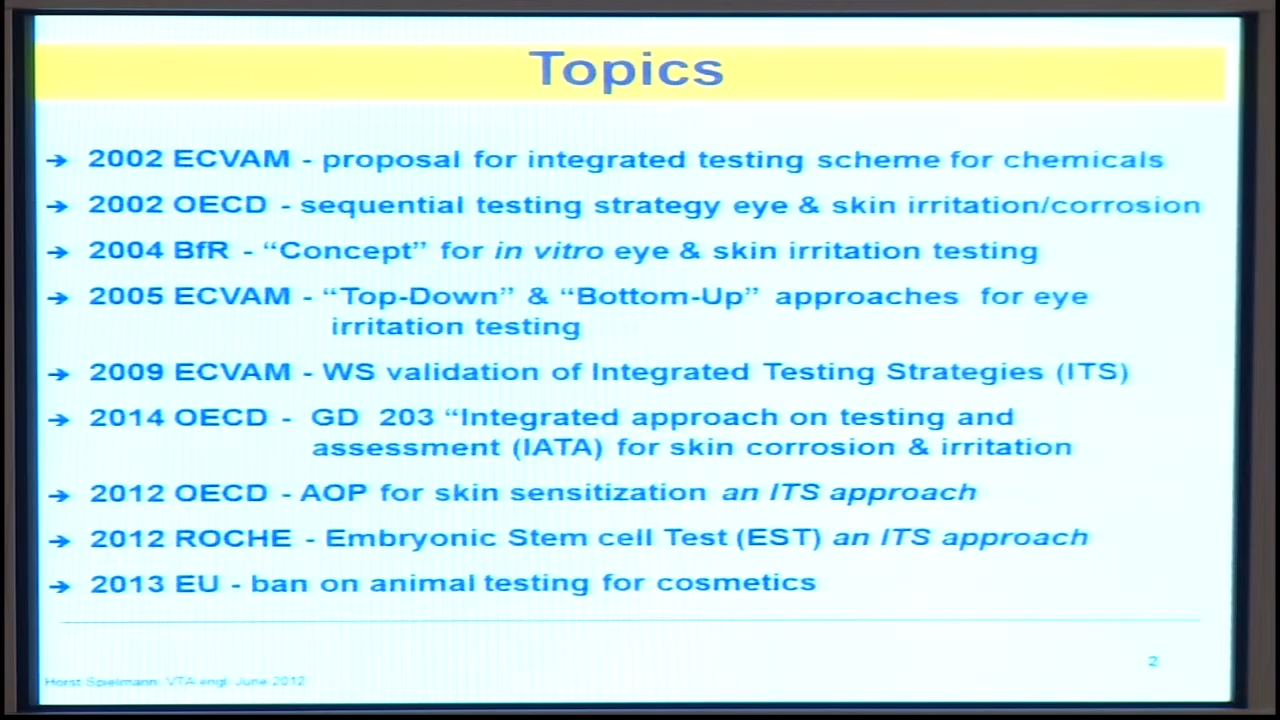 Topics
→ 2002 ECVAM - proposal for integrated testing scheme for chemicals
→ 2002 OECD - sequential testing strategy eye & skin irritation/corrosion
→ 2004 BfR - “Concept” for in vitro eye & skin irritation testing
→ 2005 ECVAM - “Top-Down” & “Bottom-Up” approaches for eye
irritation testing
→ 2009 ECVAM - WS validation of Integrated Testing Strategies (ITS)
→ 2014 OECD - GD 203 “Integrated approach on testing and
assessment (IATA) for skin corrosion & irritation
→ 2012 OECD - AOP for skin sensitization an ITS approach
→ 2012 ROCHE - Embryonic Stem cell Test (EST) an ITS approach
→ 2013 EU - ban on animal testing for cosmetics
2
Horst Spielmann: VTA engl. June 2012